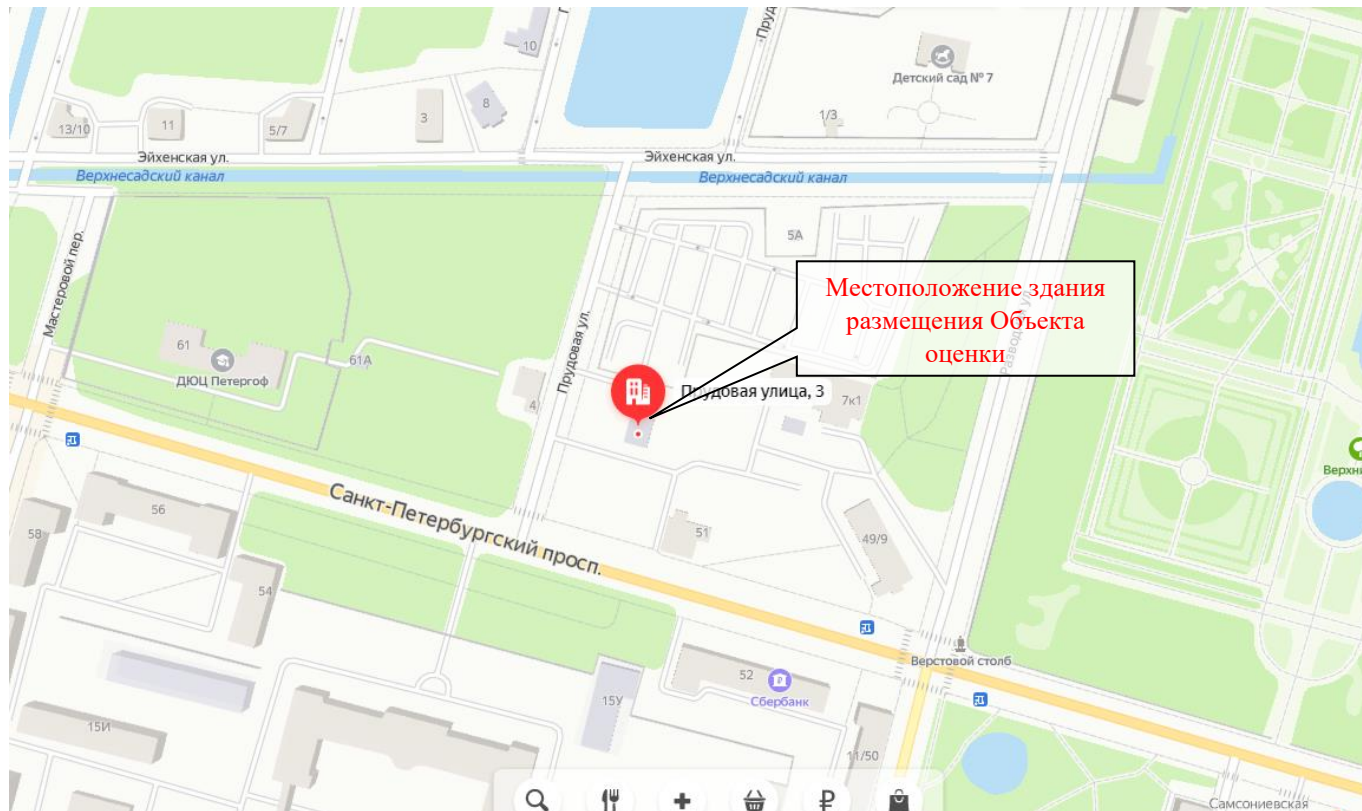 10
Пруд
Детский сад № 7
13/10
11
5/7
3
8
1/3
Эйхенская ул.
Эйхенская ул.
Верхнесадский канал
Верхнесадский канал
5А
Мастеровой пер.
Прудовая ул.
Местоположение здания
размещения Объекта
оценки
61
61А
ДЮЦ Петергоф
4
Прудовая улица, 3
7к1
Верхни
Санкт-Петербургский просп.
56
58
51
49/9
54
Верстовой столб
52
Сбербанк
15У
15И
11/50
Самсониевская